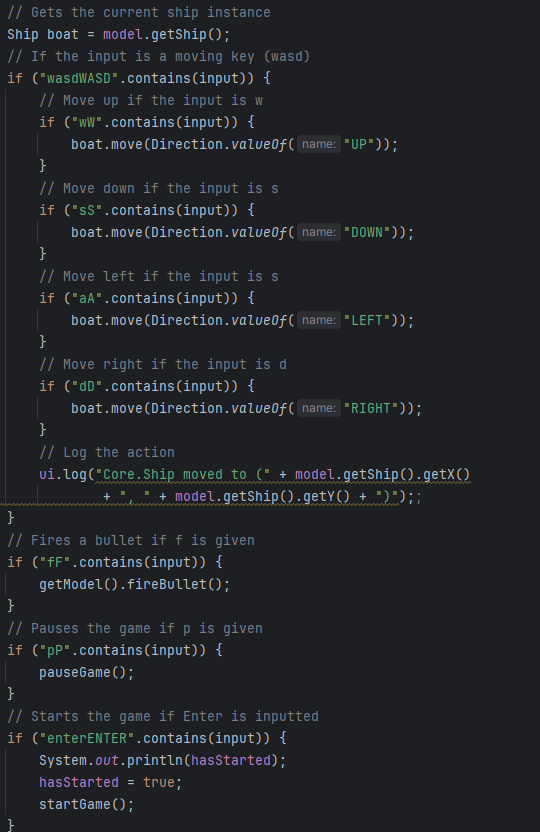 // Gets the current ship instance
Ship boat = model.getShip();
// If the input is a moving key (wasd)
if ("wasdWASD".contains(input)) {
    // Move up if the input is w
    if ("wW".contains(input)) {
        boat.move(Direction.valueOf( name: "UP"));
    }
    // Move down if the input is s
    if ("sS".contains(input)) {
        boat.move(Direction.valueOf( name: "DOWN"));
    }
    // Move left if the input is s
    if ("aA".contains(input)) {
        boat.move(Direction.valueOf( name: "LEFT"));
    }
    // Move right if the input is d
    if ("dD".contains(input)) {
        boat.move(Direction.valueOf( name: "RIGHT"));
    }
    // Log the action
    ui.log("Core.Ship moved to (" + model.getShip().getX()
            + ", " + model.getShip().getY() + ")");;
}
// Fires a bullet if f is given
if ("fF".contains(input)) {
    getModel().fireBullet();
}
// Pauses the game if p is given
if ("pP".contains(input)) {
    pauseGame();
}
// Starts the game if Enter is inputted
if ("enterENTER".contains(input)) {
    System.out.println(hasStarted);
    hasStarted = true;
    startGame();
}